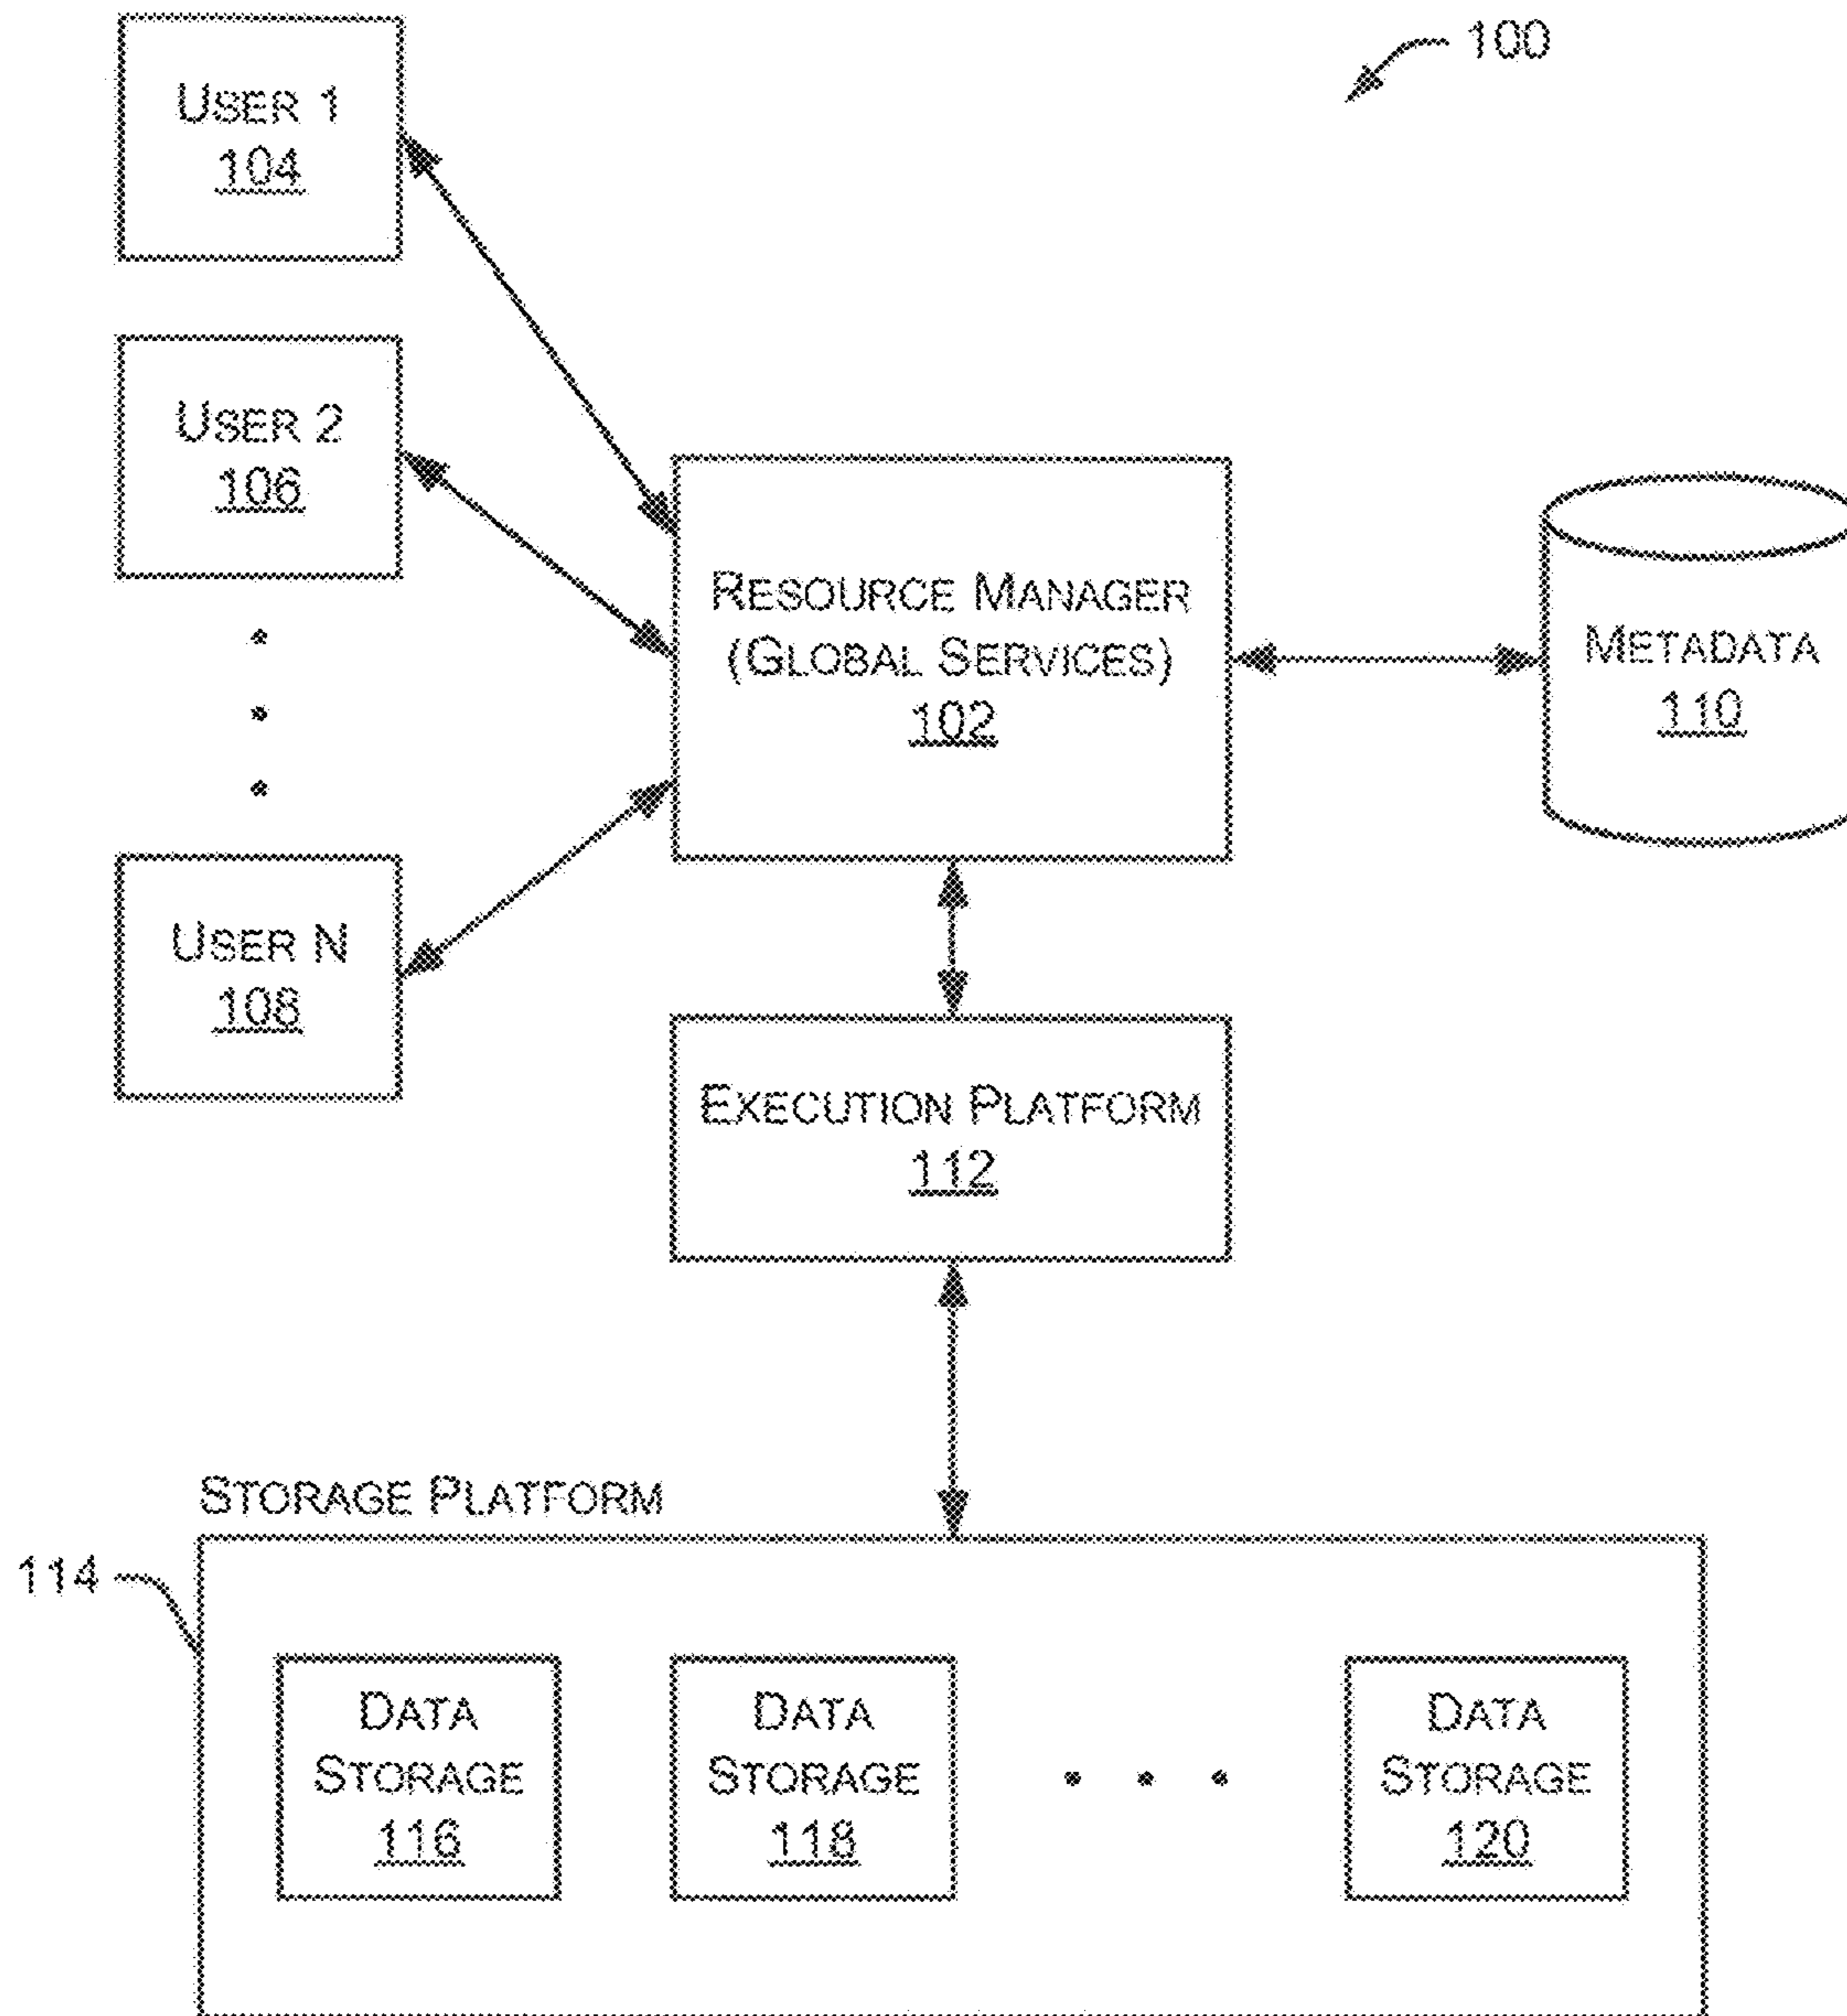 100
USER 1
104
USER 2
106
RESOURCE MANAGER
(GLOBAL SERVICES)
102
METADATA
110
USER N
108
EXECUTION PLATFORM
112
STORAGE PLATFORM
114
DATA
STORAGE
116
DATA
STORAGE
118
DATA
STORAGE
120